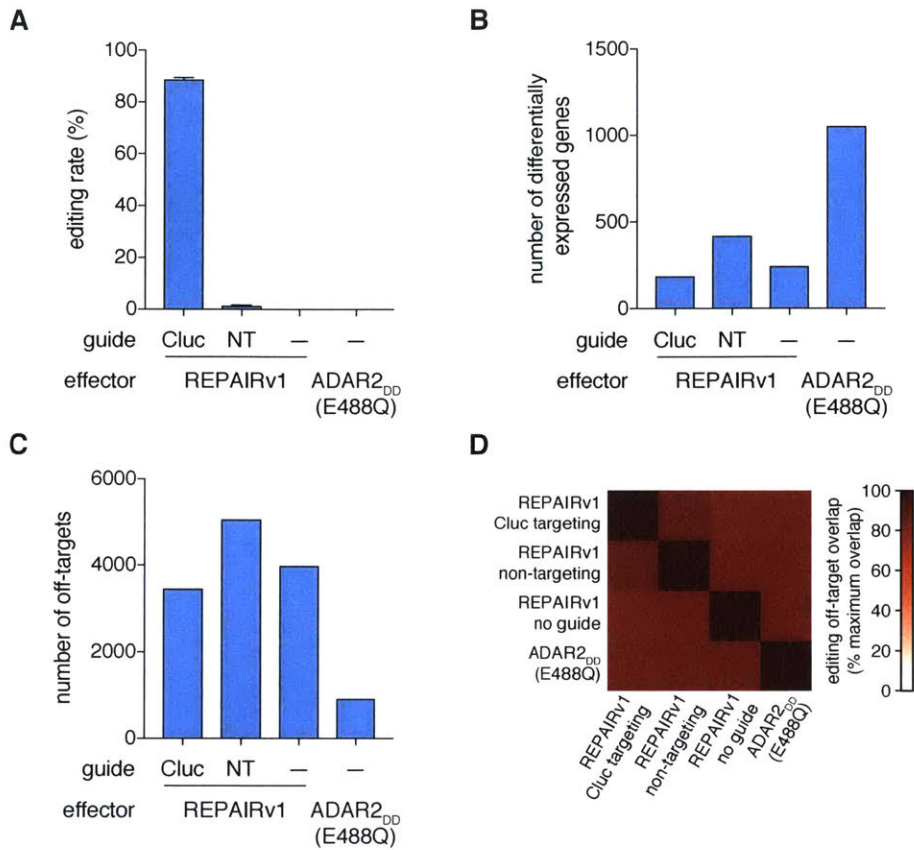 A
editing rate (%)
100
80
60
40
20
0
guide Cluc NT – –
effector REPAIRv1 ADAR2DD
(E488Q)
B
number of differentially
expressed genes
1500
1000
500
0
guide Cluc NT – –
effector REPAIRv1 ADAR2DD
(E488Q)
C
number of off-targets
6000
4000
2000
0
guide Cluc NT – –
effector REPAIRv1 ADAR2DD
(E488Q)
D
REPAIRv1
Cluc targeting
REPAIRv1
non-targeting
REPAIRv1
no guide
ADAR2DD
(E488Q)
REPAIRv1
Cluc targeting
REPAIRv1
non-targeting
REPAIRv1
no guide
ADAR2DD
(E488Q)
editing off-target overlap
(% maximum overlap)
100
80
60
40
20
0